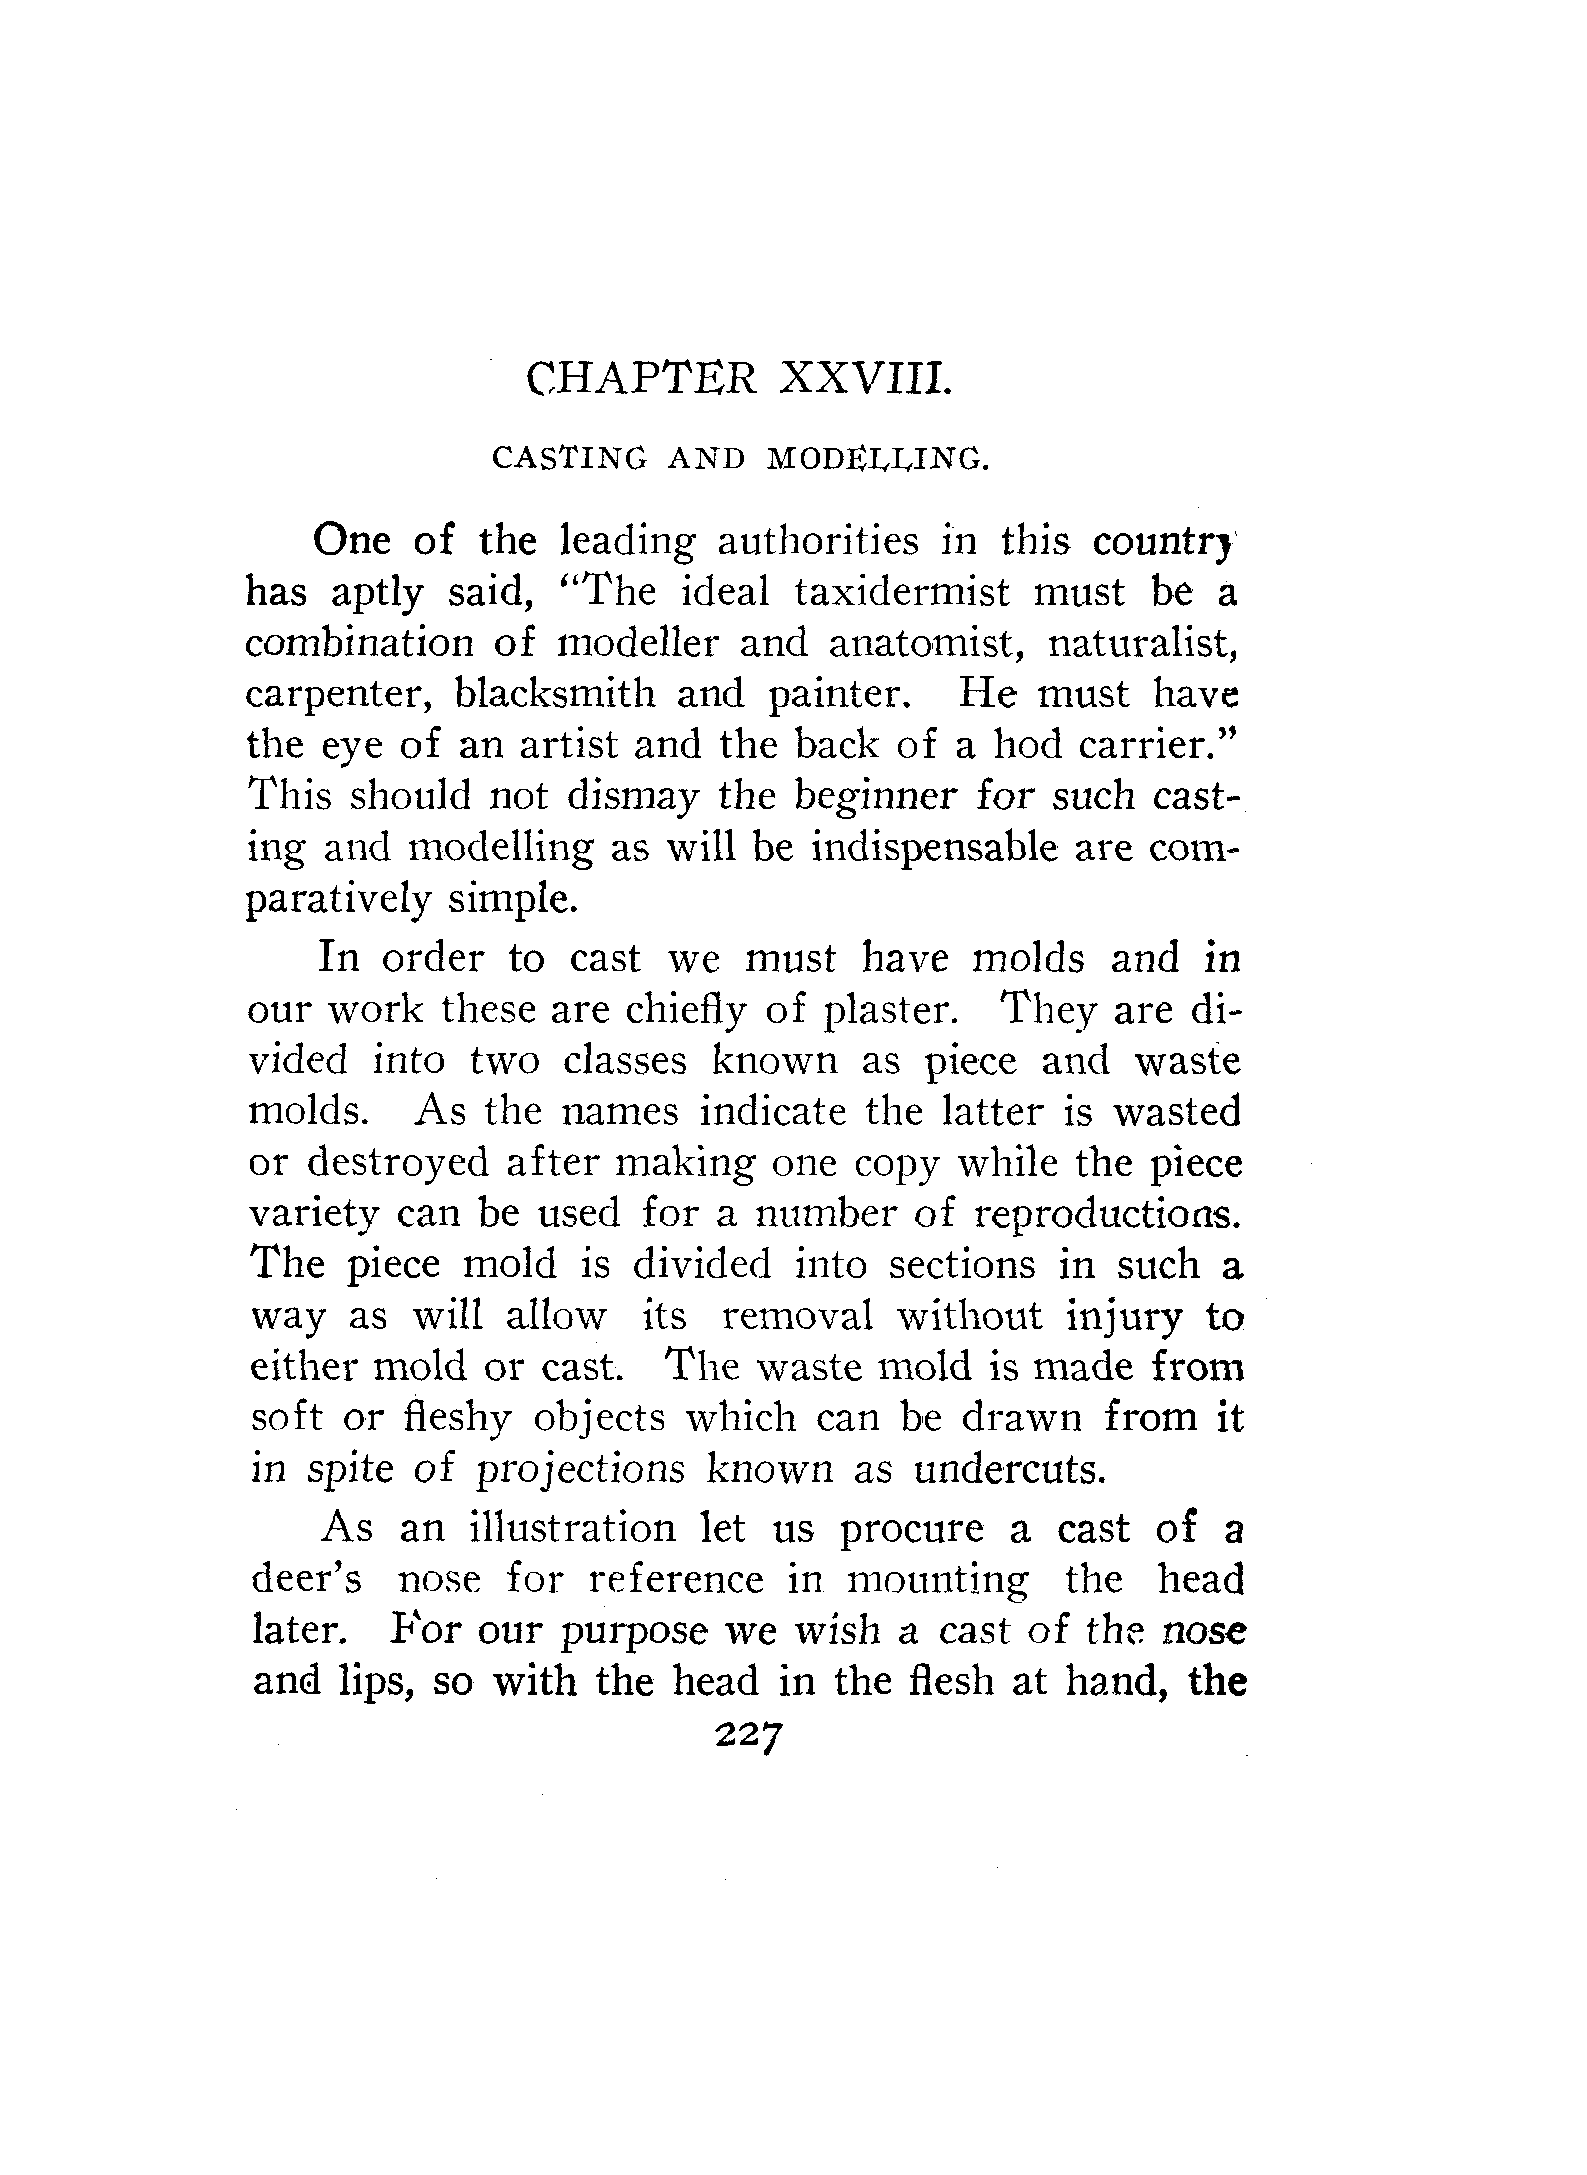 CHAPTER XXVIII.
CASTING AND MODELLING.
One of the leading authorities in this country
has aptly said, "The ideal taxidermist must be a
combination of modeller and anatomist, naturalist,
carpenter, blacksmith and painter. He must have
the eye of an artist and the back of a hod carrier."
This should not dismay the beginner for such cast-
ing and modelling as will be indispensable are com-
paratively simple.
In order to cast we must have molds and in
our work these are chiefly of plaster. They are di-
vided into two classes known as piece and waste
molds. As the names indicate the latter is wasted
or destroyed after making one copy while the piece
variety can be used for a number of reproductions.
The piece mold is divided into sections in such a
way as will allow its removal without injury to
either mold or cast. The waste mold is made from
soft or fleshy objects which can be drawn from it
in spite of projections known as undercuts.
As an illustration let us procure a cast of a
deer's nose for reference in mounting the head
later. For our purpose we wish a cast of the nose
and lips, so with the head in the flesh at hand, the
227